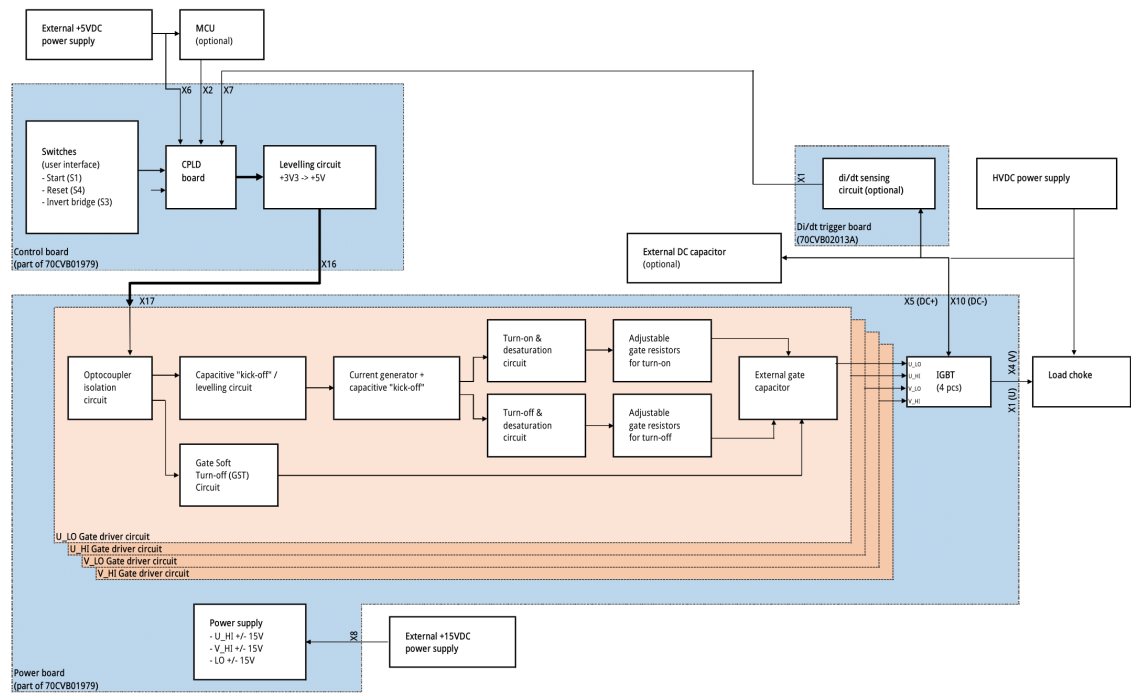 External +5VDC
power supply
MCU
(optional)
X6
X2
X7
Switches
(user interface)
- Start (S1)
- Reset (S4)
- Invert bridge (S3)
CPLD
board
Levelling circuit
+3V3 -> +5V
Control board
(part of 70CVB01979)
X16
X1
di/dt sensing
circuit (optional)
Di/dt trigger board
(70CVB02013A)
HVDC power supply
External DC capacitor
(optional)
X17
X5 (DC+)
X10 (DC-)
Optocoupler
isolation
circuit
Capacitive "kick-off" /
levelling circuit
Current generator +
capacitive "kick-off"
Turn-on &
desaturation
circuit
Adjustable
gate resistors
for turn-on
Turn-off &
desaturation
circuit
Adjustable
gate resistors
for turn-off
External gate
capacitor
Gate Soft
Turn-off (GST)
Circuit
U_LO
U_HI
V_LO
V_HI
IGBT
(4 pcs)
X4 (V)
X1 (U)
Load choke
U_LO Gate driver circuit
U_HI Gate driver circuit
V_LO Gate driver circuit
V_HI Gate driver circuit
Power supply
- U_HI +/- 15V
- V_HI +/- 15V
- LO +/- 15V
X8
External +15VDC
power supply
Power board
(part of 70CVB01979)